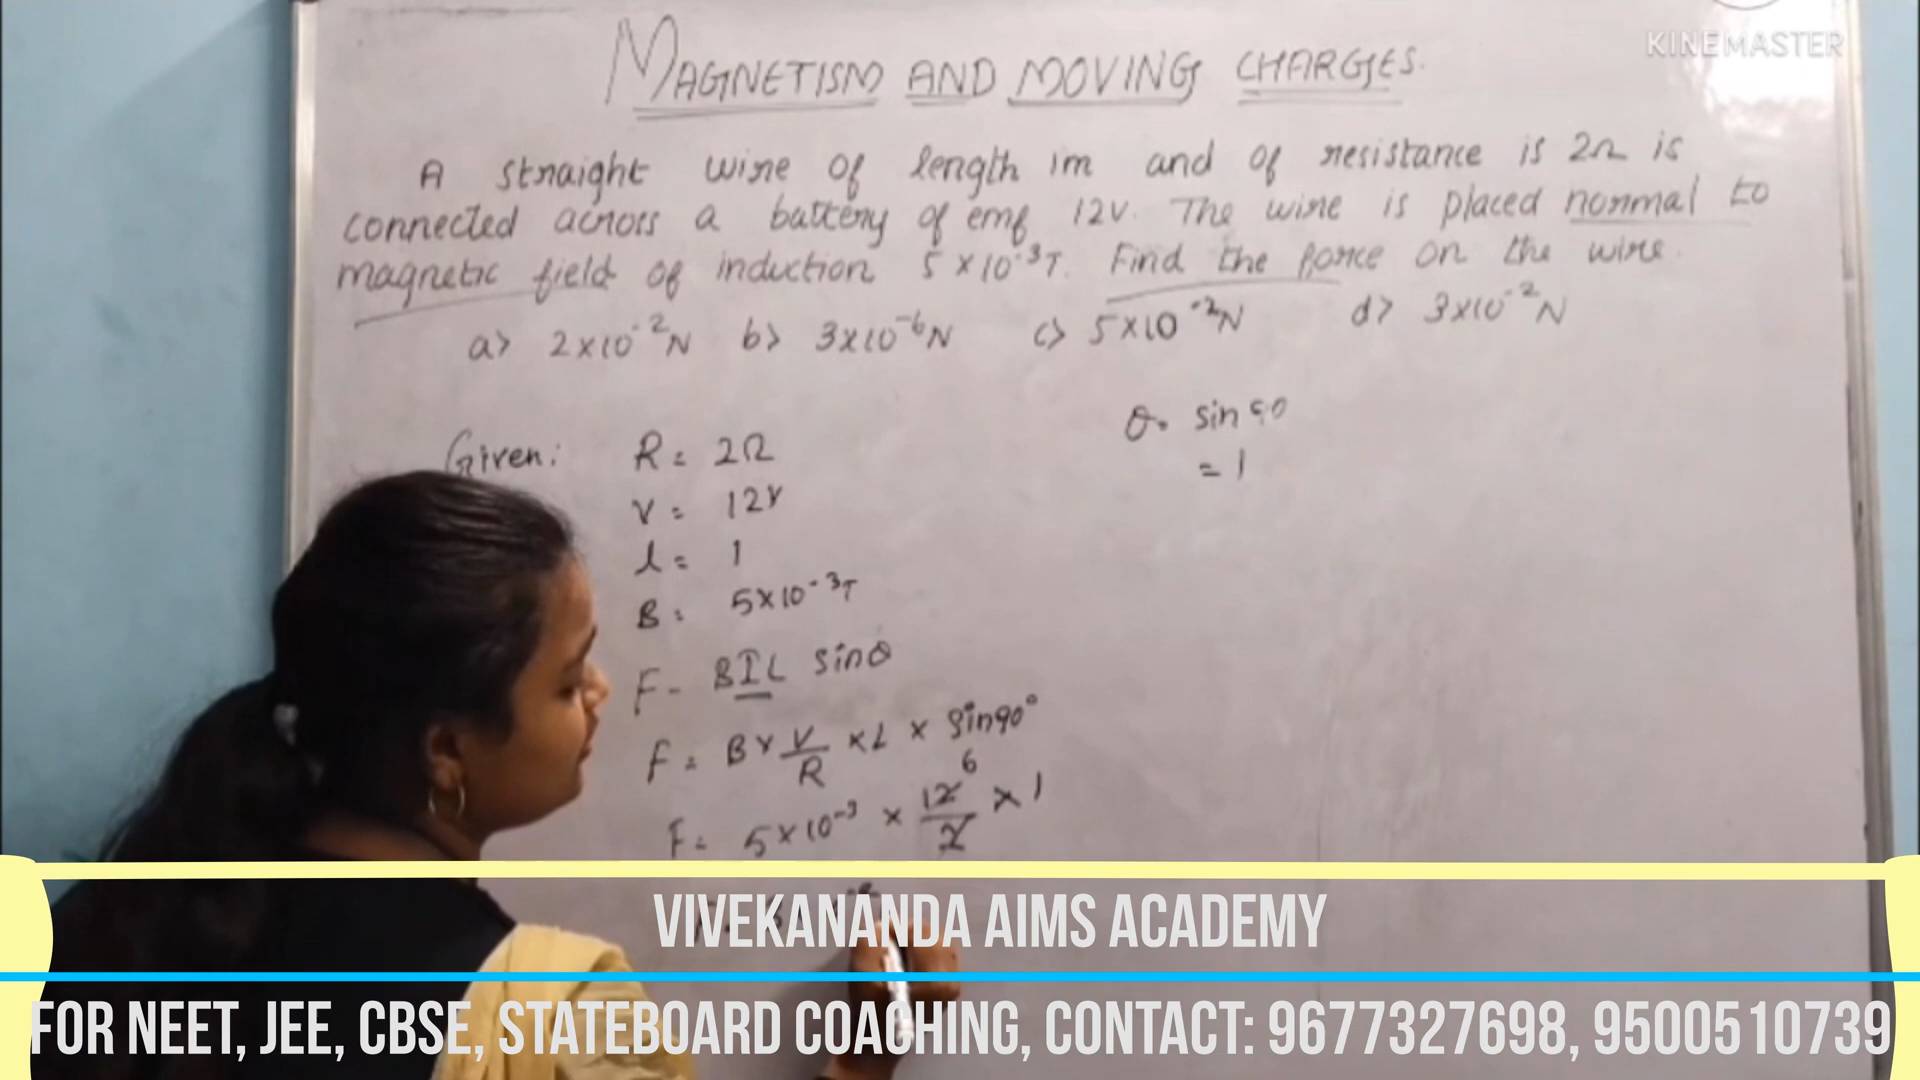 KINEMASTER
MAGNETISM AND MOVING CHARGES.
A straight wire of length 1m and of resistance is 2Ω is
connected across a battery of emf 12V. The wire is placed normal to
magnetic field of induction 5×10⁻³T. Find the force on the wire.
a> 2×10⁻²N b> 3×10⁻⁶N c> 5×10⁻²N d> 3×10⁻²N
Given: R = 2Ω
θ = sin 90
= 1
V = 12V
l = 1
B = 5×10⁻³T
F = BIL sinθ
F = B × V/R × L × sin90°
F = 5×10⁻³ × 12/2 × 1
6
VIVEKANANDA AIMS ACADEMY
FOR NEET, JEE, CBSE, STATEBOARD COACHING, CONTACT: 9677327698, 9500510739